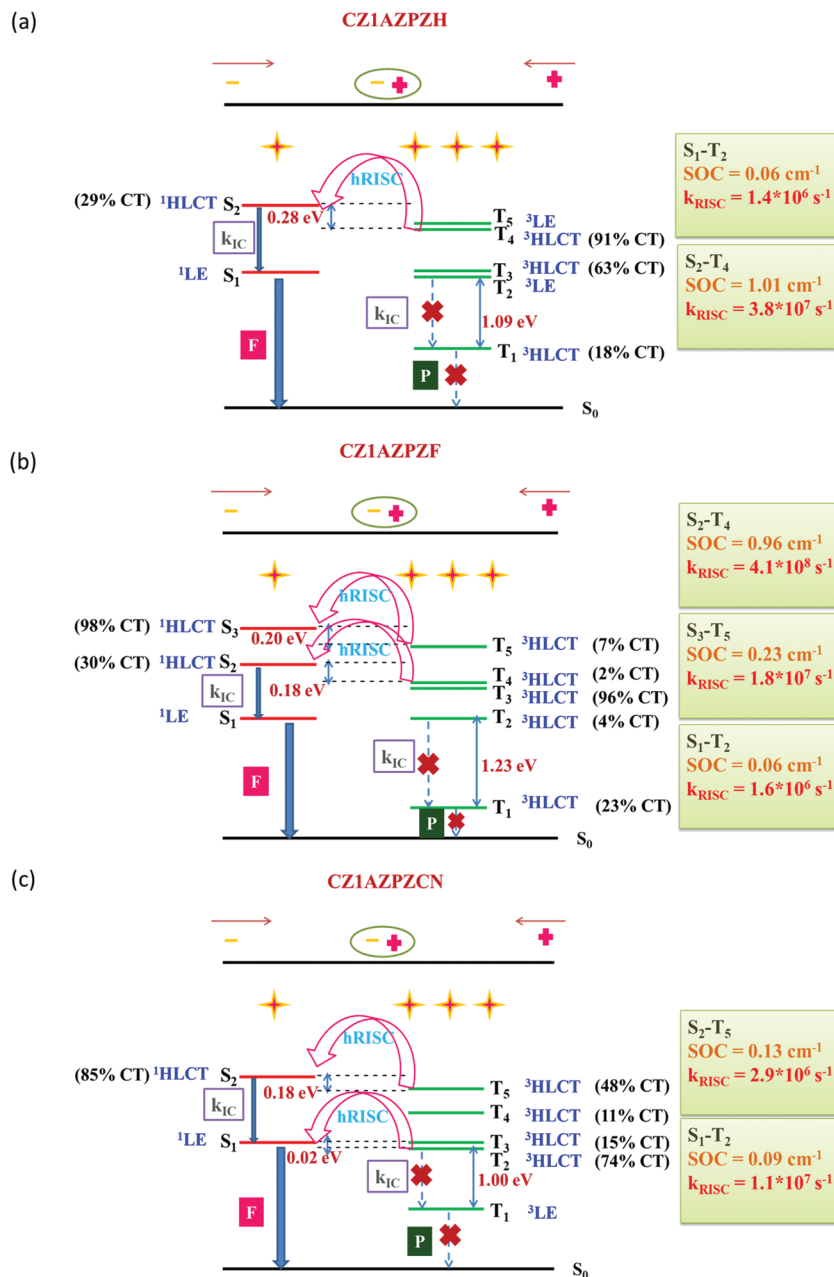 (a)
CZ1AZPZH
− − + +
hRISC
(29% CT) ¹HLCT S₂
0.28 eV
k_IC
¹LE S₁
F
T₅ ³LE
T₄ ³HLCT (91% CT)
T₃ ³HLCT (63% CT)
T₂ ³LE
k_IC
1.09 eV
T₁ ³HLCT (18% CT)
P
S₀
S₁-T₂
SOC = 0.06 cm⁻¹
k_RISC = 1.4*10⁶ s⁻¹
S₂-T₄
SOC = 1.01 cm⁻¹
k_RISC = 3.8*10⁷ s⁻¹
(b)
CZ1AZPZF
− − + +
hRISC
(98% CT) ¹HLCT S₃
0.20 eV
hRISC
(30% CT) ¹HLCT S₂
k_IC
0.18 eV
¹LE S₁
F
T₅ ³HLCT (7% CT)
T₄ ³HLCT (2% CT)
T₃ ³HLCT (96% CT)
T₂ ³HLCT (4% CT)
k_IC
1.23 eV
T₁ ³HLCT (23% CT)
P
S₀
S₂-T₄
SOC = 0.96 cm⁻¹
k_RISC = 4.1*10⁸ s⁻¹
S₃-T₅
SOC = 0.23 cm⁻¹
k_RISC = 1.8*10⁷ s⁻¹
S₁-T₂
SOC = 0.06 cm⁻¹
k_RISC = 1.6*10⁶ s⁻¹
(c)
CZ1AZPZCN
− − + +
hRISC
(85% CT) ¹HLCT S₂
0.18 eV
k_IC
hRISC
¹LE S₁
0.02 eV
F
T₅ ³HLCT (48% CT)
T₄ ³HLCT (11% CT)
T₃ ³HLCT (15% CT)
T₂ ³HLCT (74% CT)
k_IC
1.00 eV
T₁ ³LE
P
S₀
S₂-T₅
SOC = 0.13 cm⁻¹
k_RISC = 2.9*10⁶ s⁻¹
S₁-T₂
SOC = 0.09 cm⁻¹
k_RISC = 1.1*10⁷ s⁻¹